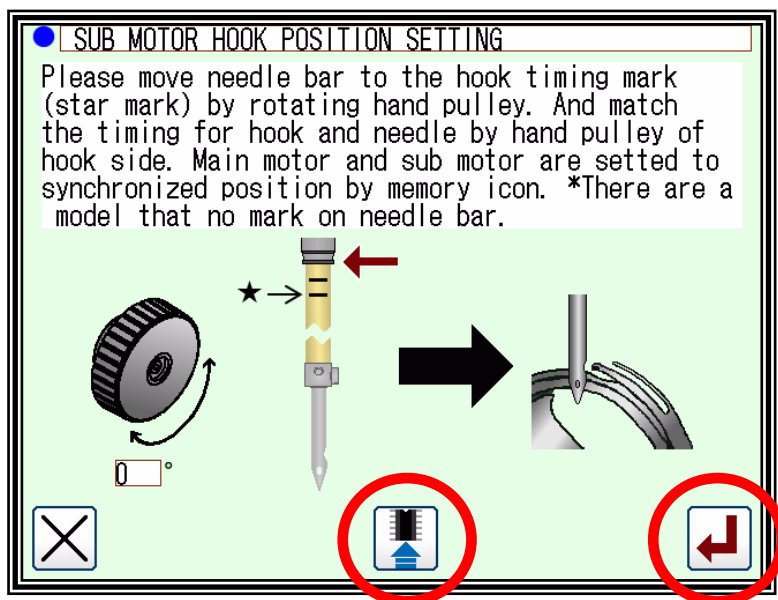 SUB MOTOR HOOK POSITION SETTING
Please move needle bar to the hook timing mark
(star mark) by rotating hand pulley. And match
the timing for hook and needle by hand pulley of
hook side. Main motor and sub motor are setted to
synchronized position by memory icon. *There are a
model that no mark on needle bar.
★→
0 °